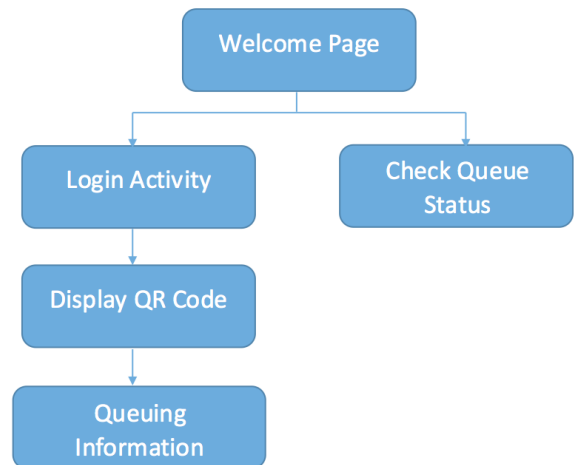 Welcome Page
Login Activity
Check Queue
Status
Display QR Code
Queuing
Information